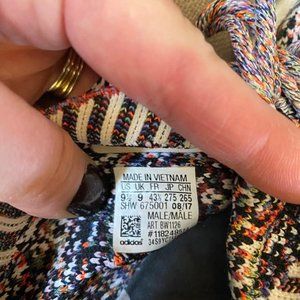 MADE IN VIETNAM
US UK FR JP CHN
9½ 9 43⅓ 275 265
SHW 675001 08/17
MALE/MÂLE
ART BW1126
adidas